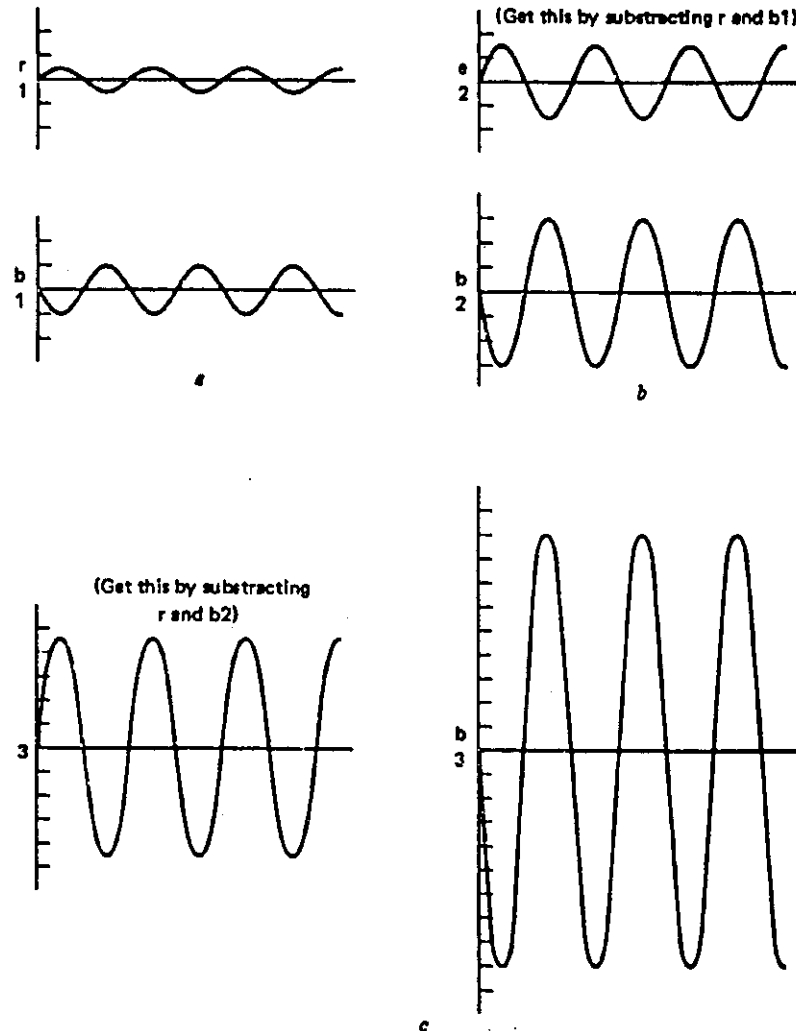 r
1
b
1
a
(Get this by substracting r and b1)
e
2
b
2
b
(Get this by substracting
r and b2)
3
b
3
c